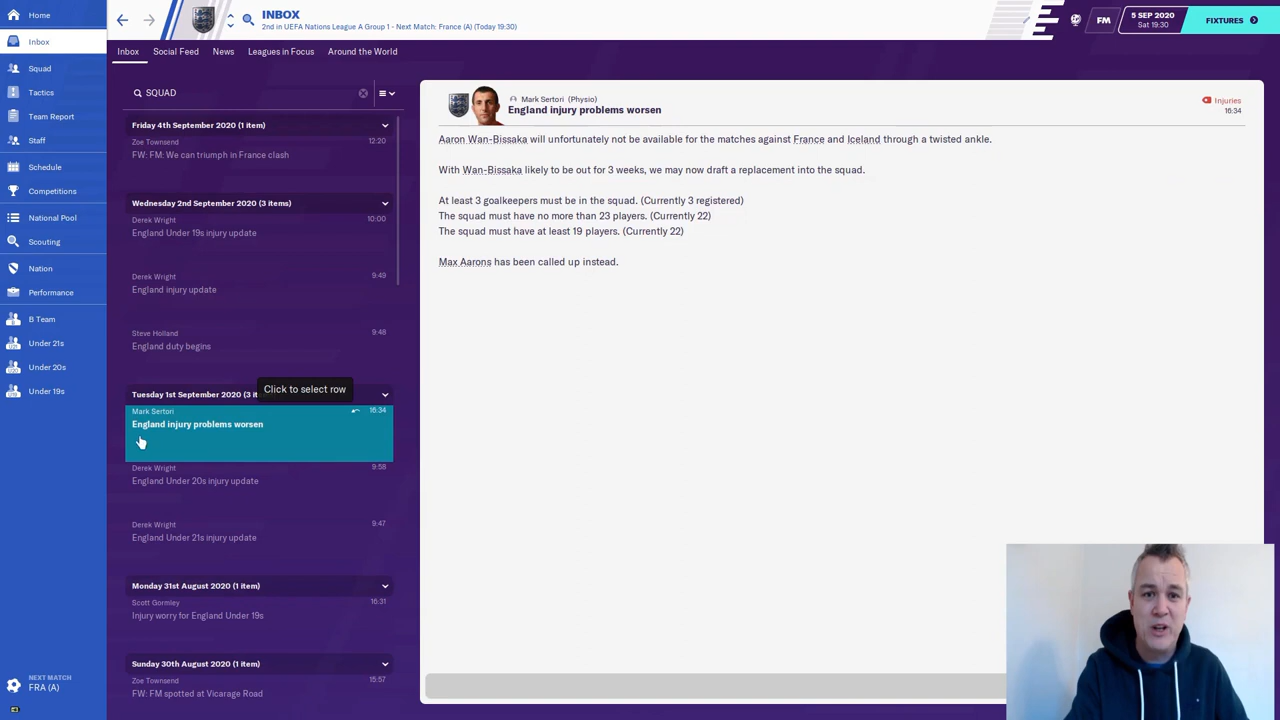 Home
Inbox
Squad
Tactics
Team Report
Staff
Schedule
Competitions
National Pool
Scouting
Nation
Performance
B Team
Under 21s
Under 20s
Under 19s
NEXT MATCH
FRA (A)
INBOX
2nd in UEFA Nations League A Group 1 - Next Match: France (A) (Today 19:30)
FM
5 SEP 2020
Sat 19:30
FIXTURES
Inbox Social Feed News Leagues in Focus Around the World
SQUAD
Friday 4th September 2020 (1 item)
Zoe Townsend 12:20
FW: FM: We can triumph in France clash
Wednesday 2nd September 2020 (3 items)
Derek Wright 10:00
England Under 19s injury update
Derek Wright 9:49
England injury update
Steve Holland 9:48
England duty begins
Click to select row
Tuesday 1st September 2020 (3 it
Mark Sertori 16:34
England injury problems worsen
Derek Wright 9:58
England Under 20s injury update
Derek Wright 9:47
England Under 21s injury update
Monday 31st August 2020 (1 item)
Scott Gormley 16:31
Injury worry for England Under 19s
Sunday 30th August 2020 (1 item)
Zoe Townsend 15:57
FW: FM spotted at Vicarage Road
Mark Sertori (Physio)
England injury problems worsen
Injuries
16:34
Aaron Wan-Bissaka will unfortunately not be available for the matches against France and Iceland through a twisted ankle.
With Wan-Bissaka likely to be out for 3 weeks, we may now draft a replacement into the squad.
At least 3 goalkeepers must be in the squad. (Currently 3 registered)
The squad must have no more than 23 players. (Currently 22)
The squad must have at least 19 players. (Currently 22)
Max Aarons has been called up instead.